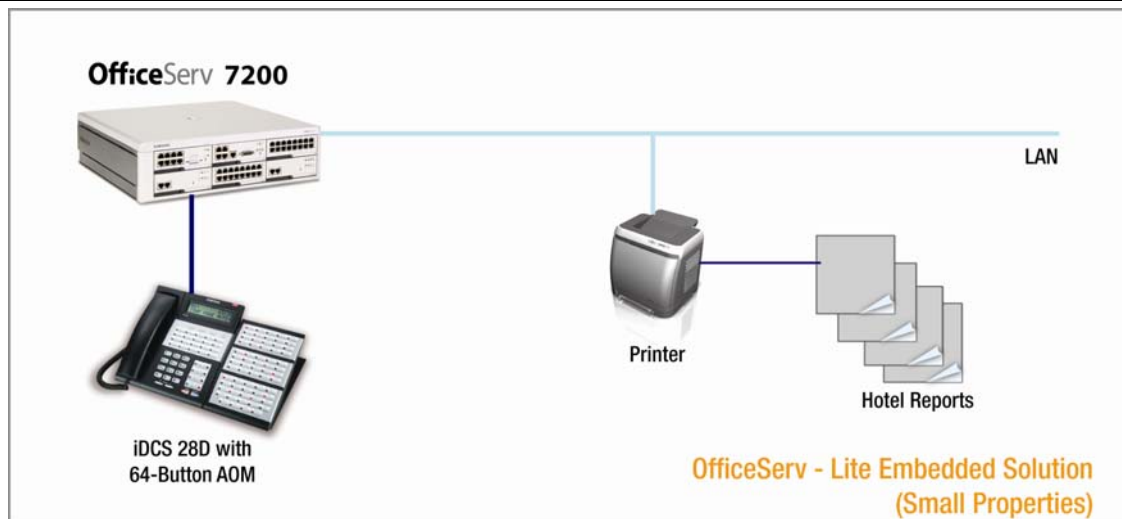 OfficeServ 7200
LAN
Printer
Hotel Reports
iDCS 28D with
64-Button AOM
OfficeServ - Lite Embedded Solution
(Small Properties)